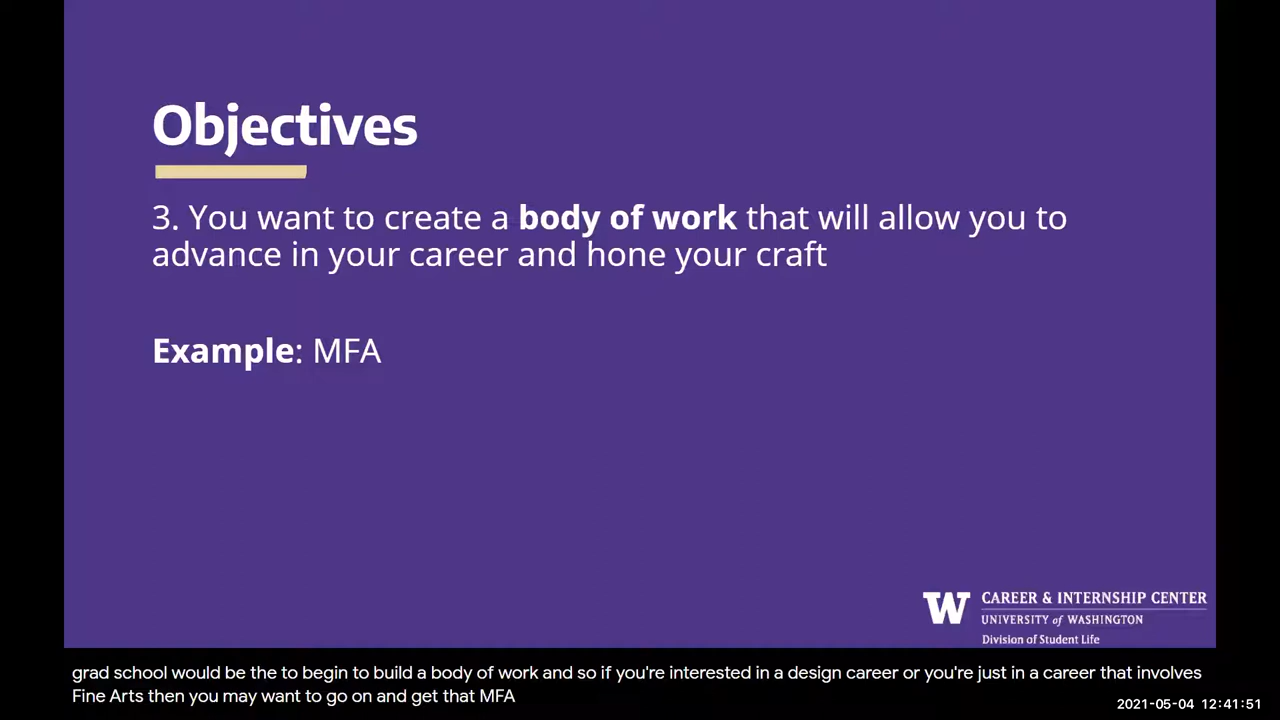 Objectives
3. You want to create a body of work that will allow you to
advance in your career and hone your craft
Example: MFA
W
CAREER & INTERNSHIP CENTER
UNIVERSITY of WASHINGTON
Division of Student Life
grad school would be the to begin to build a body of work and so if you're interested in a design career or you're just in a career that involves
Fine Arts then you may want to go on and get that MFA
2021-05-04 12:41:51